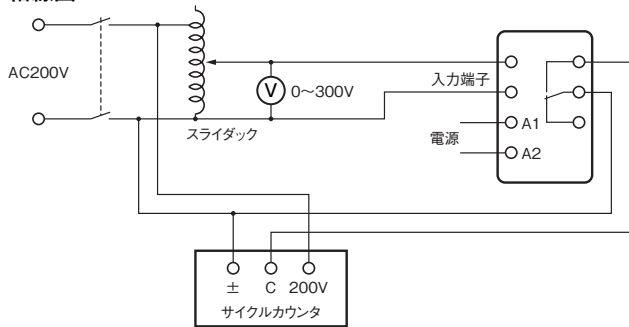 AC200V
V
0～300V
スライダック
入力端子
電源
A1
A2
±
C
200V
サイクルカウンタ